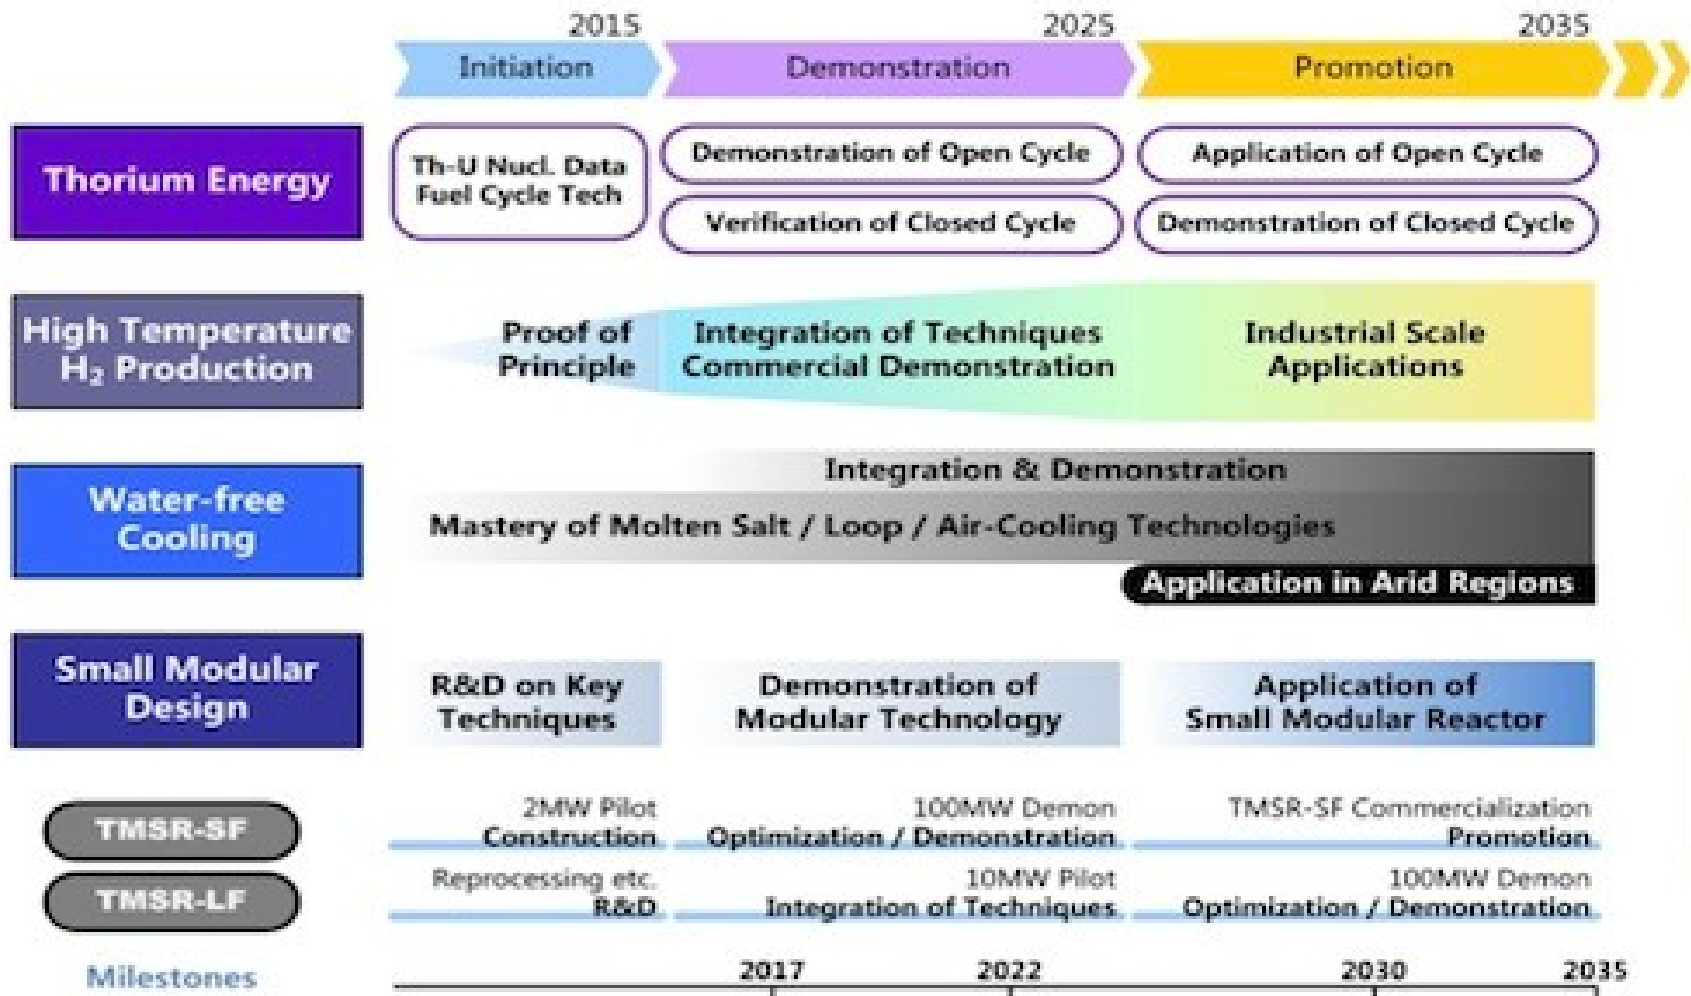 2015 2025 2035
Initiation Demonstration Promotion
Thorium Energy
Th-U Nucl. Data
Fuel Cycle Tech
Demonstration of Open Cycle
Verification of Closed Cycle
Application of Open Cycle
Demonstration of Closed Cycle
High Temperature
H₂ Production
Proof of
Principle
Integration of Techniques
Commercial Demonstration
Industrial Scale
Applications
Water-free
Cooling
Integration & Demonstration
Mastery of Molten Salt / Loop / Air-Cooling Technologies
Application in Arid Regions
Small Modular
Design
R&D on Key
Techniques
Demonstration of
Modular Technology
Application of
Small Modular Reactor
TMSR-SF
2MW Pilot
Construction
100MW Demon
Optimization / Demonstration
TMSR-SF Commercialization
Promotion
TMSR-LF
Reprocessing etc.
R&D
10MW Pilot
Integration of Techniques
100MW Demon
Optimization / Demonstration
Milestones
2017 2022 2030 2035